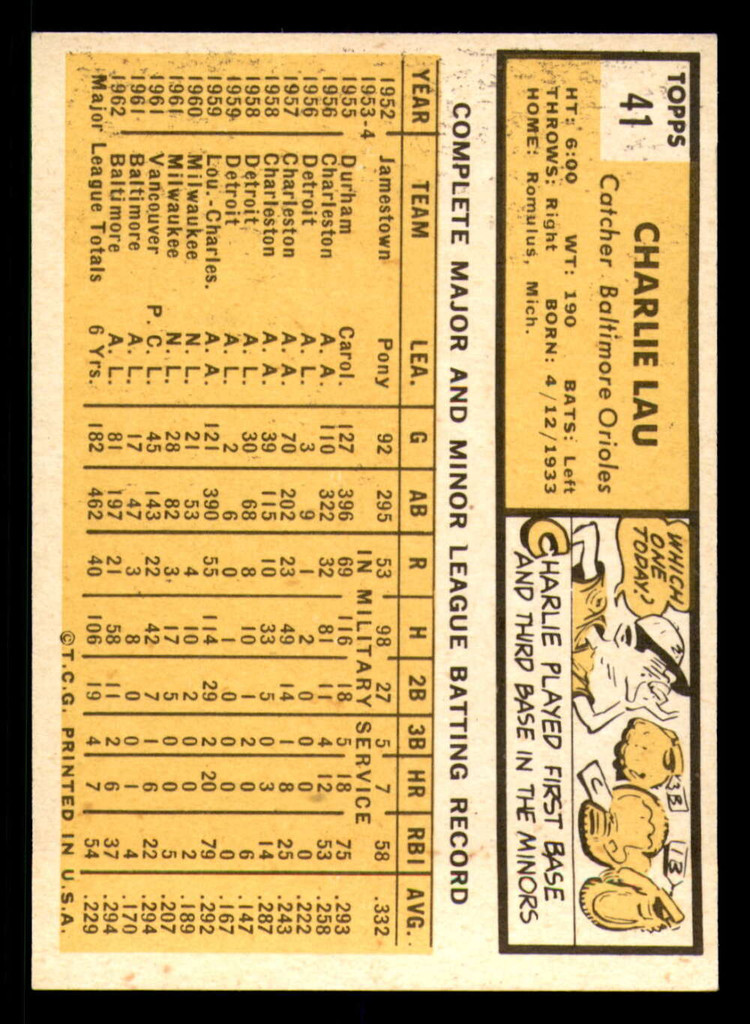 TOPPS
41
CHARLIE LAU
Catcher Baltimore Orioles
HT: 6:00 WT: 190 BATS: Left
THROWS: Right BORN: 4/12/1933
HOME: Romulus, Mich.
WHICH
ONE
TODAY?
3B
1B
C
CHARLIE PLAYED FIRST BASE
AND THIRD BASE IN THE MINORS
COMPLETE MAJOR AND MINOR LEAGUE BATTING RECORD
YEAR TEAM LEA. G AB R H 2B 3B HR RBI AVG.
1952 Jamestown Pony 92 295 53 98 27 5 7 58 .332
1953-4 IN MILITARY SERVICE
1955 Durham Carol. 127 396 69 116 18 5 18 75 .293
1956 Charleston A. A. 110 322 32 81 11 4 12 53 .258
1956 Detroit A. L. 3 9 1 2 0 0 0 0 .222
1957 Charleston A. A. 70 202 23 49 14 1 8 25 .243
1958 Charleston A. A. 39 115 10 33 5 0 3 14 .287
1958 Detroit A. L. 30 68 8 10 1 2 0 6 .147
1959 Detroit A. L. 2 6 0 1 0 0 0 0 .167
1959 Lou.-Charles. A. A. 121 390 55 114 29 2 20 79 .292
1960 Milwaukee N. L. 21 53 4 10 2 0 0 2 .189
1961 Milwaukee N. L. 28 82 3 17 5 0 0 5 .207
1961 Vancouver P. C. L. 45 143 22 42 7 1 6 22 .294
1961 Baltimore A. L. 17 47 3 8 0 0 1 4 .170
1962 Baltimore A. L. 81 197 21 58 11 2 6 37 .294
Major League Totals 6 Yrs. 182 462 40 106 19 4 7 54 .229
©T.C.G. PRINTED IN U.S.A.